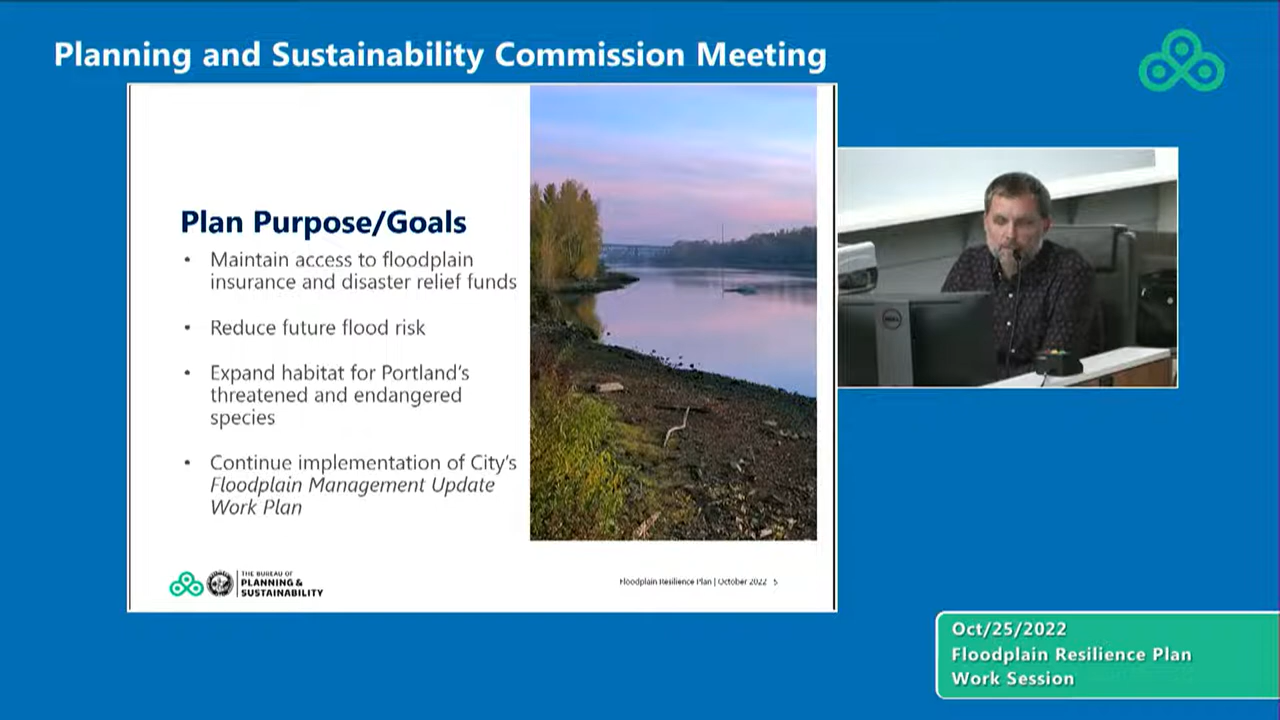 Planning and Sustainability Commission Meeting
Plan Purpose/Goals
• Maintain access to floodplain
insurance and disaster relief funds
• Reduce future flood risk
• Expand habitat for Portland's
threatened and endangered
species
• Continue implementation of City's
Floodplain Management Update
Work Plan
THE BUREAU OF
PLANNING &
SUSTAINABILITY
Floodplain Resilience Plan | October 2022 5
DELL
Oct/25/2022
Floodplain Resilience Plan
Work Session